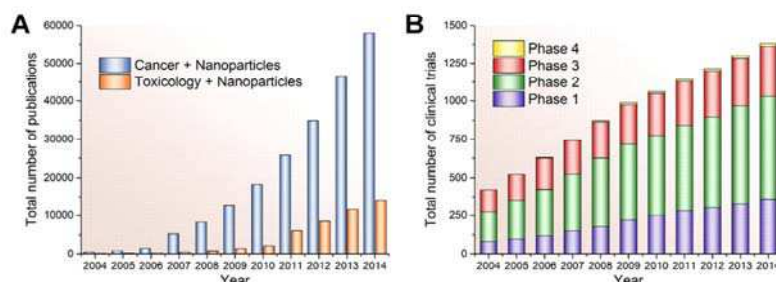 A
Total number of publications
60000
50000
40000
30000
20000
10000
0
Cancer + Nanoparticles
Toxicology + Nanoparticles
2004 2005 2006 2007 2008 2009 2010 2011 2012 2013 2014
Year
B
Total number of clinical trials
1500
1250
1000
750
500
250
0
Phase 4
Phase 3
Phase 2
Phase 1
2004 2005 2006 2007 2008 2009 2010 2011 2012 2013 2014
Year